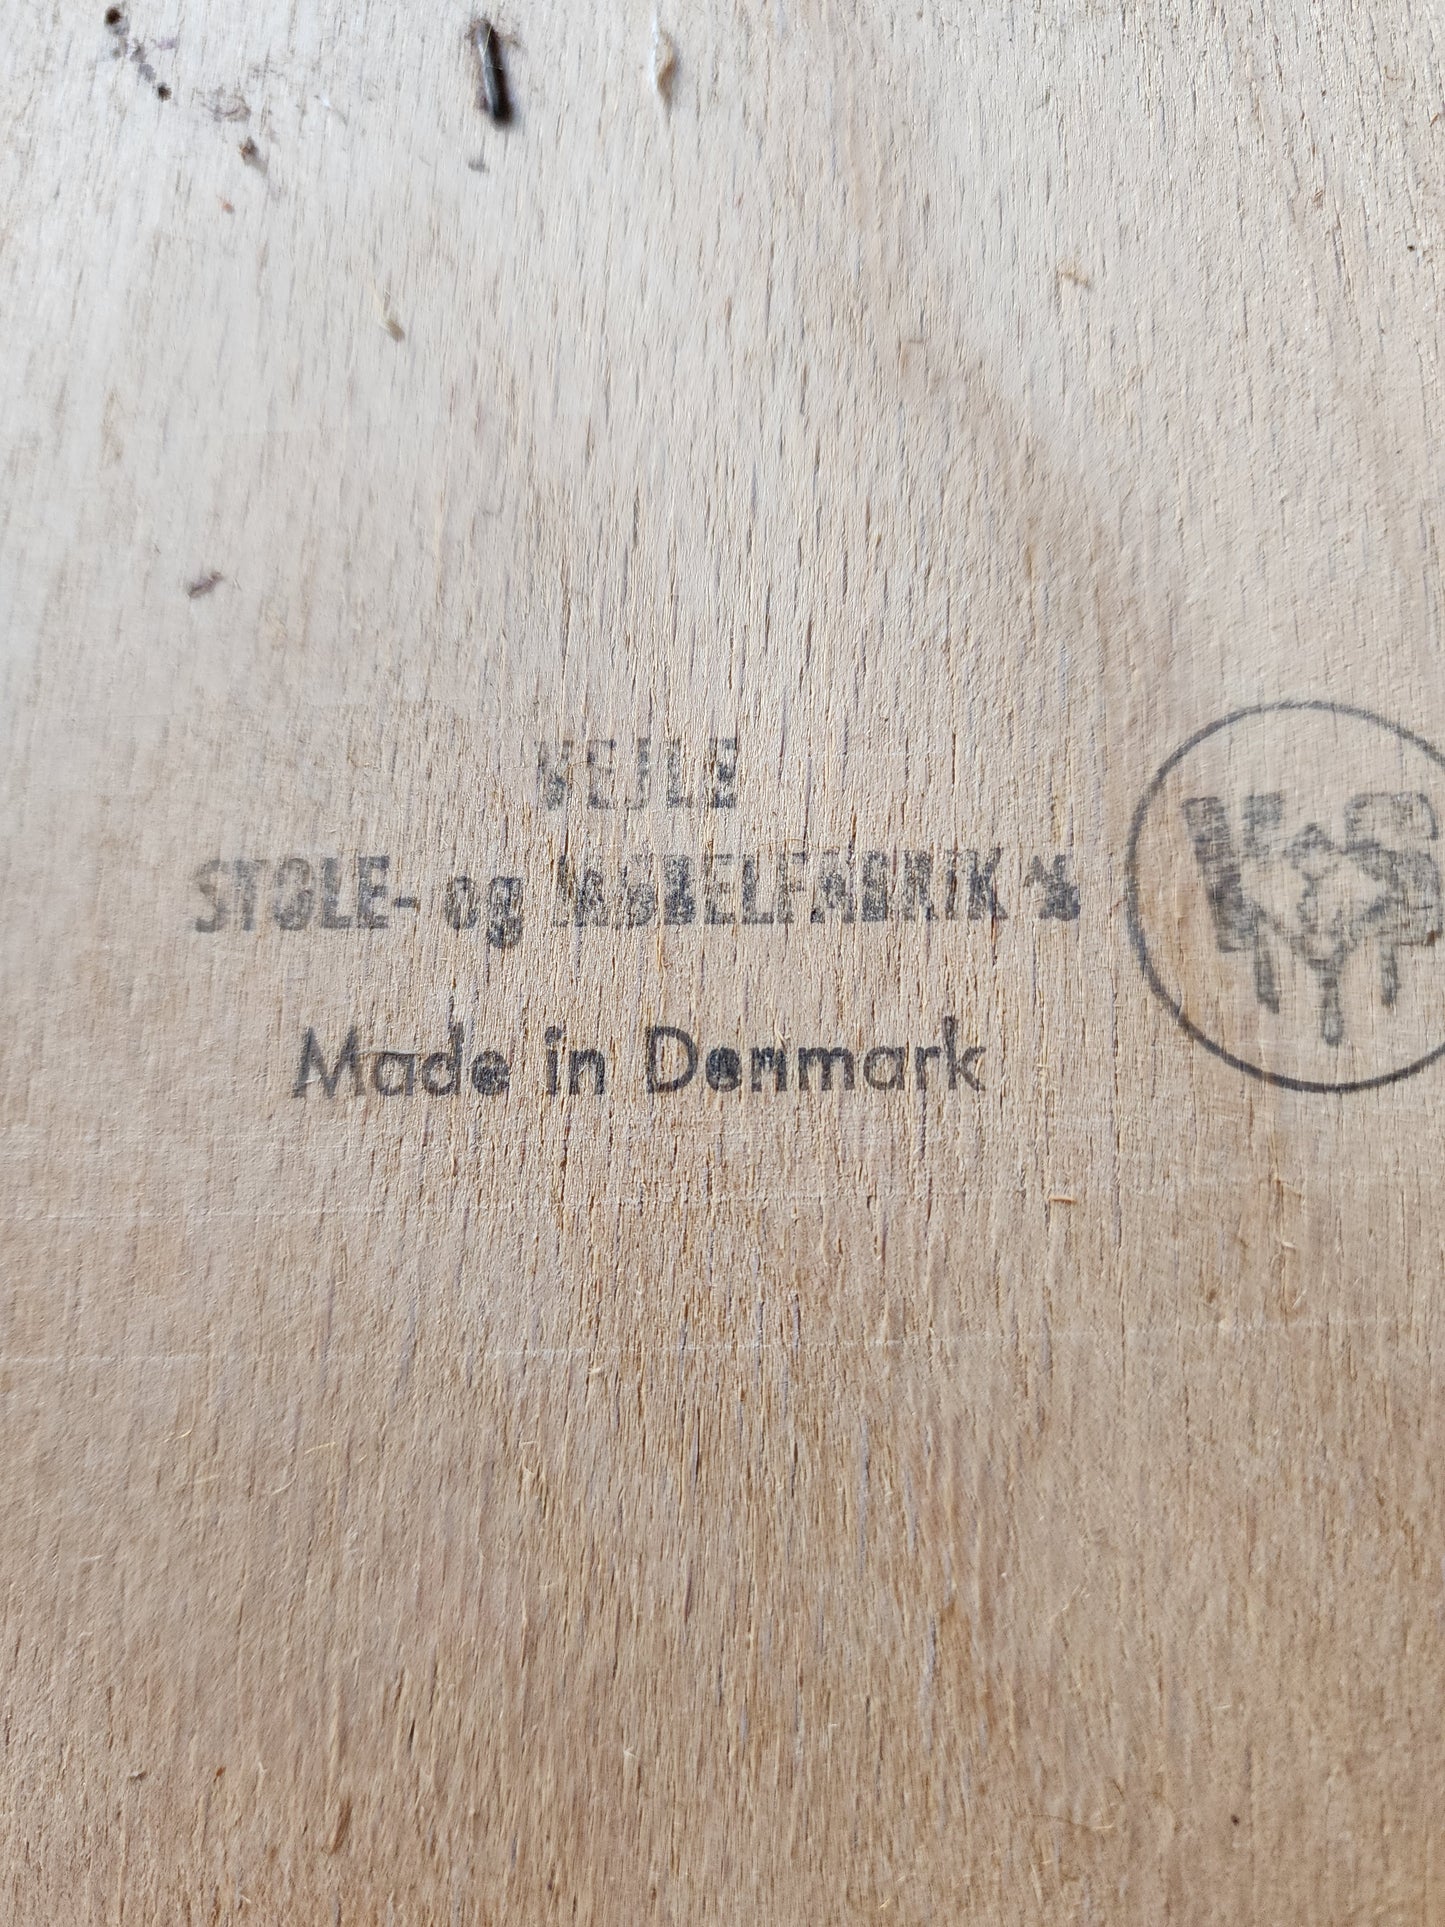 VEJLE
STOLE- og MØBELFABRIK A/S
Made in Denmark